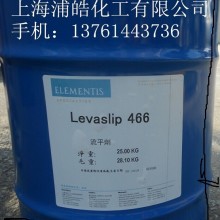 上海浦皓化工有限公司
手机：13761443736
ELEMENTIS
Levaslip 466
流平剂
净重： 25.00 KG
毛重： 28.10 KG